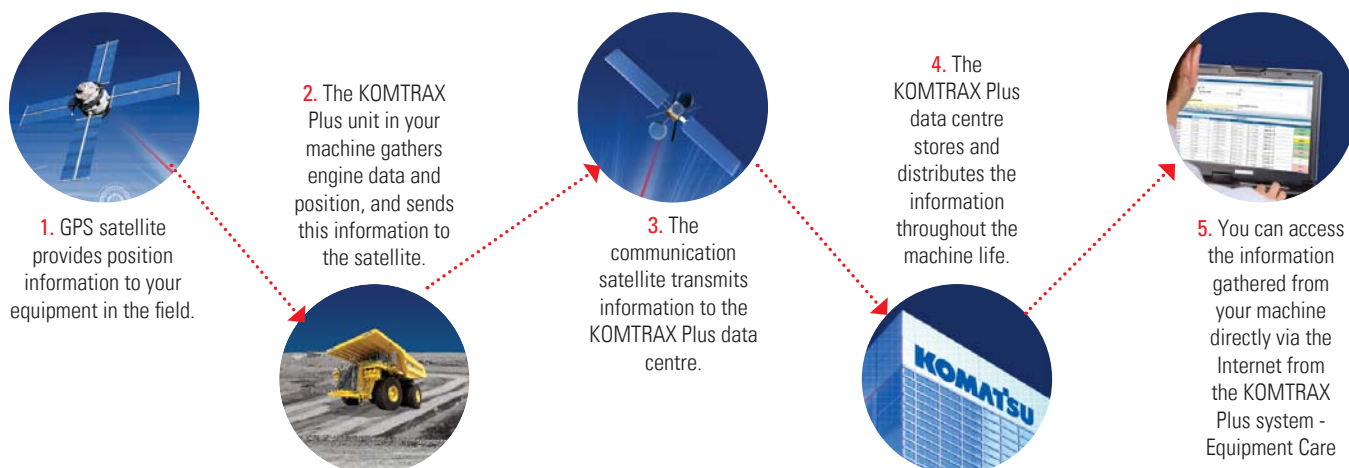 1. GPS satellite
provides position
information to your
equipment in the field.
2. The KOMTRAX
Plus unit in your
machine gathers
engine data and
position, and sends
this information to
the satellite.
3. The
communication
satellite transmits
information to the
KOMTRAX Plus data
centre.
4. The
KOMTRAX Plus
data centre
stores and
distributes the
information
throughout the
machine life.
KOMATSU
5. You can access
the information
gathered from
your machine
directly via the
Internet from
the KOMTRAX
Plus system -
Equipment Care